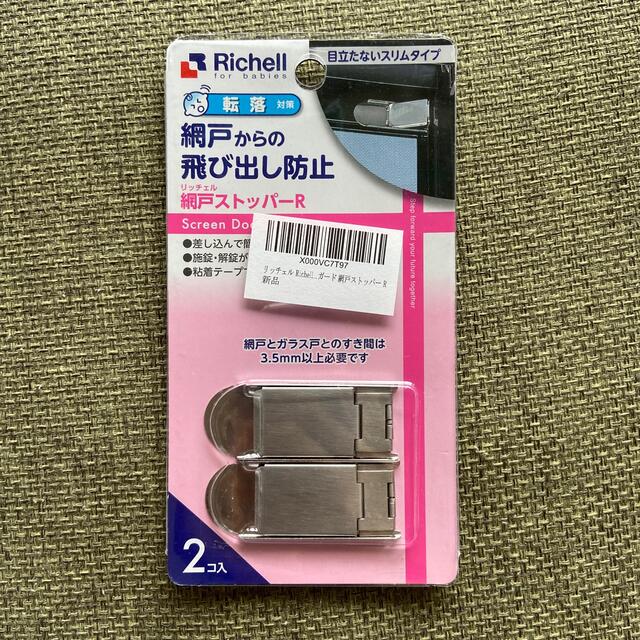 Richell
for babies
目立たないスリムタイプ
転落 対策
網戸からの
飛び出し防止
リッチェル
網戸ストッパーR
Screen Doo
●差し込んで簡
●施錠・解錠が
●粘着テープ
X000VC7T97
リッチェル Richell ガード 網戸ストッパー R
新品
Step forward your future together
網戸とガラス戸とのすき間は
3.5mm以上必要です
2コ入